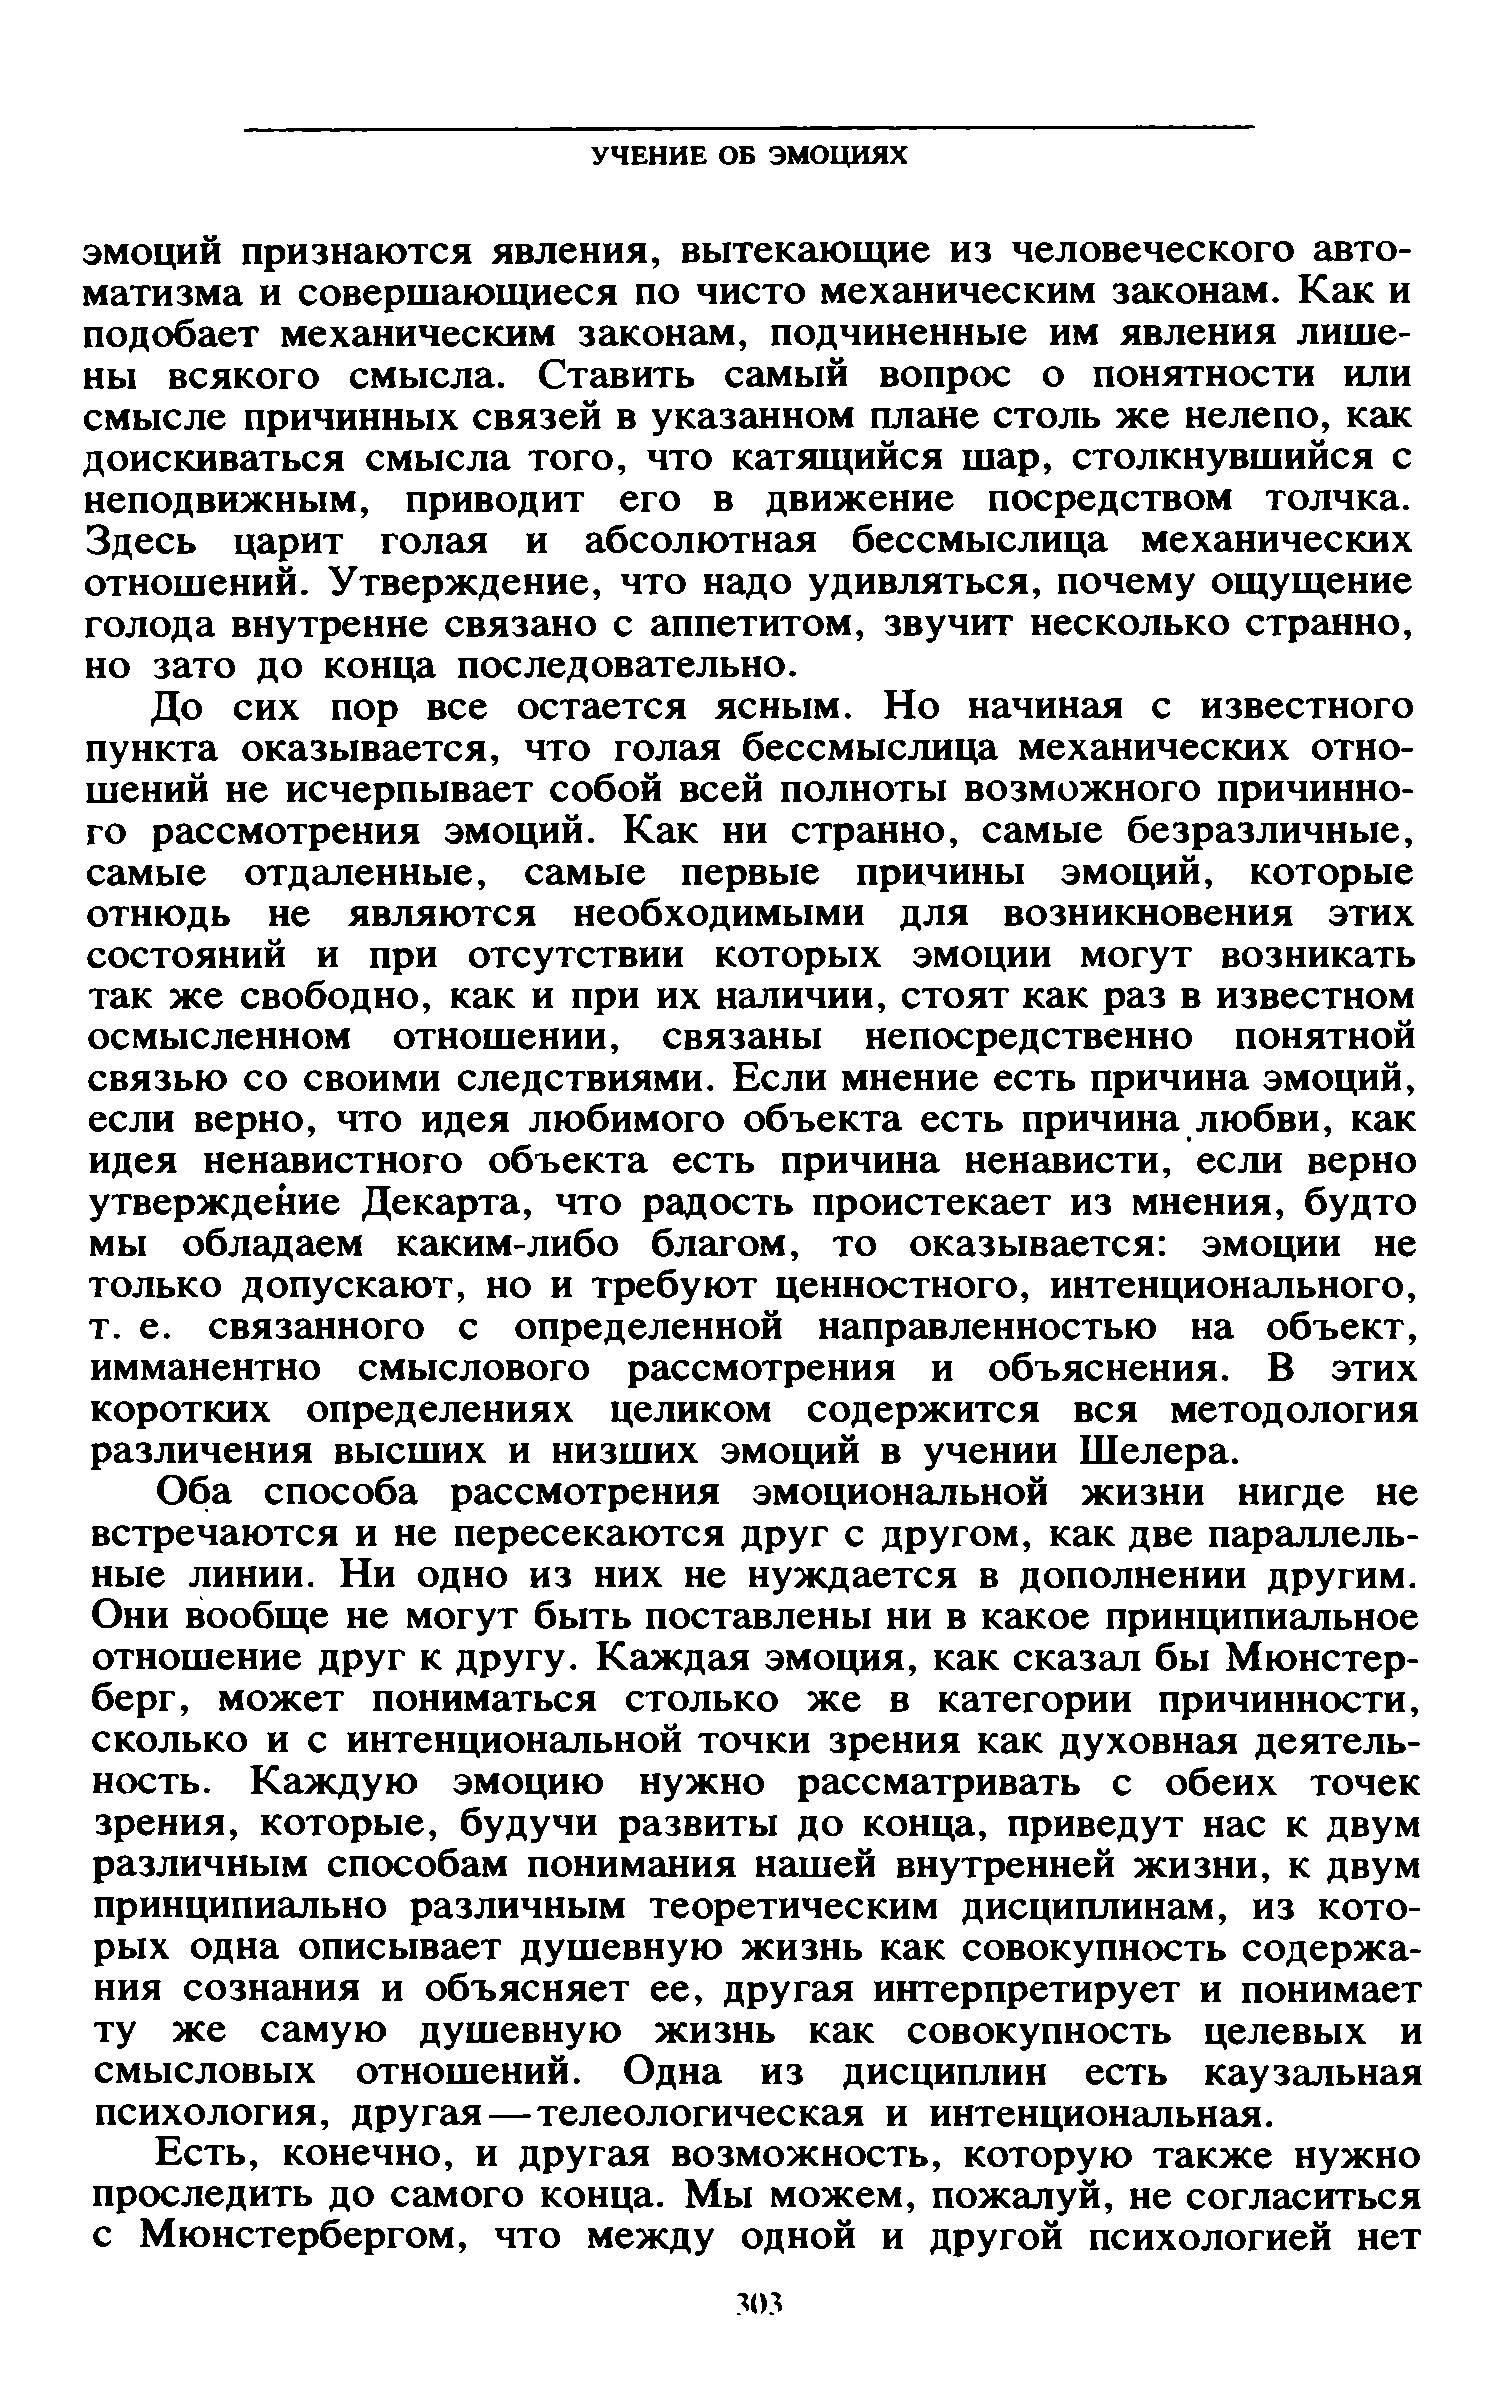 УЧЕНИЕ ОБ ЭМОЦИЯХ
эмоций признаются явления, вытекающие из человеческого авто-
матизма и совершающиеся по чисто механическим законам. Как и
подобает механическим законам, подчиненные им явления лише-
ны всякого смысла. Ставить самый вопрос о понятности или
смысле причинных связей в указанном плане столь же нелепо, как
доискиваться смысла того, что катящийся шар, столкнувшийся с
неподвижным, приводит его в движение посредством толчка.
Здесь царит голая и абсолютная бессмыслица механических
отношений. Утверждение, что надо удивляться, почему ощущение
голода внутренне связано с аппетитом, звучит несколько странно,
но зато до конца последовательно.
До сих пор все остается ясным. Но начиная с известного
пункта оказывается, что голая бессмыслица механических отно-
шений не исчерпывает собой всей полноты возможного причинно-
го рассмотрения эмоций. Как ни странно, самые безразличные,
самые отдаленные, самые первые причины эмоций, которые
отнюдь не являются необходимыми для возникновения этих
состояний и при отсутствии которых эмоции могут возникать
так же свободно, как и при их наличии, стоят как раз в известном
осмысленном отношении, связаны непосредственно понятной
связью со своими следствиями. Если мнение есть причина эмоций,
если верно, что идея любимого объекта есть причина любви, как
идея ненавистного объекта есть причина ненависти, если верно
утверждение Декарта, что радость проистекает из мнения, будто
мы обладаем каким-либо благом, то оказывается: эмоции не
только допускают, но и требуют ценностного, интенционального,
т. е. связанного с определенной направленностью на объект,
имманентно смыслового рассмотрения и объяснения. В этих
коротких определениях целиком содержится вся методология
различения высших и низших эмоций в учении Шелера.
Оба способа рассмотрения эмоциональной жизни нигде не
встречаются и не пересекаются друг с другом, как две параллель-
ные линии. Ни одно из них не нуждается в дополнении другим.
Они вообще не могут быть поставлены ни в какое принципиальное
отношение друг к другу. Каждая эмоция, как сказал бы Мюнстер-
берг, может пониматься столько же в категории причинности,
сколько и с интенциональной точки зрения как духовная деятель-
ность. Каждую эмоцию нужно рассматривать с обеих точек
зрения, которые, будучи развиты до конца, приведут нас к двум
различным способам понимания нашей внутренней жизни, к двум
принципиально различным теоретическим дисциплинам, из кото-
рых одна описывает душевную жизнь как совокупность содержа-
ния сознания и объясняет ее, другая интерпретирует и понимает
ту же самую душевную жизнь как совокупность целевых и
смысловых отношений. Одна из дисциплин есть каузальная
психология, другая — телеологическая и интенциональная.
Есть, конечно, и другая возможность, которую также нужно
проследить до самого конца. Мы можем, пожалуй, не согласиться
с Мюнстербергом, что между одной и другой психологией нет
303